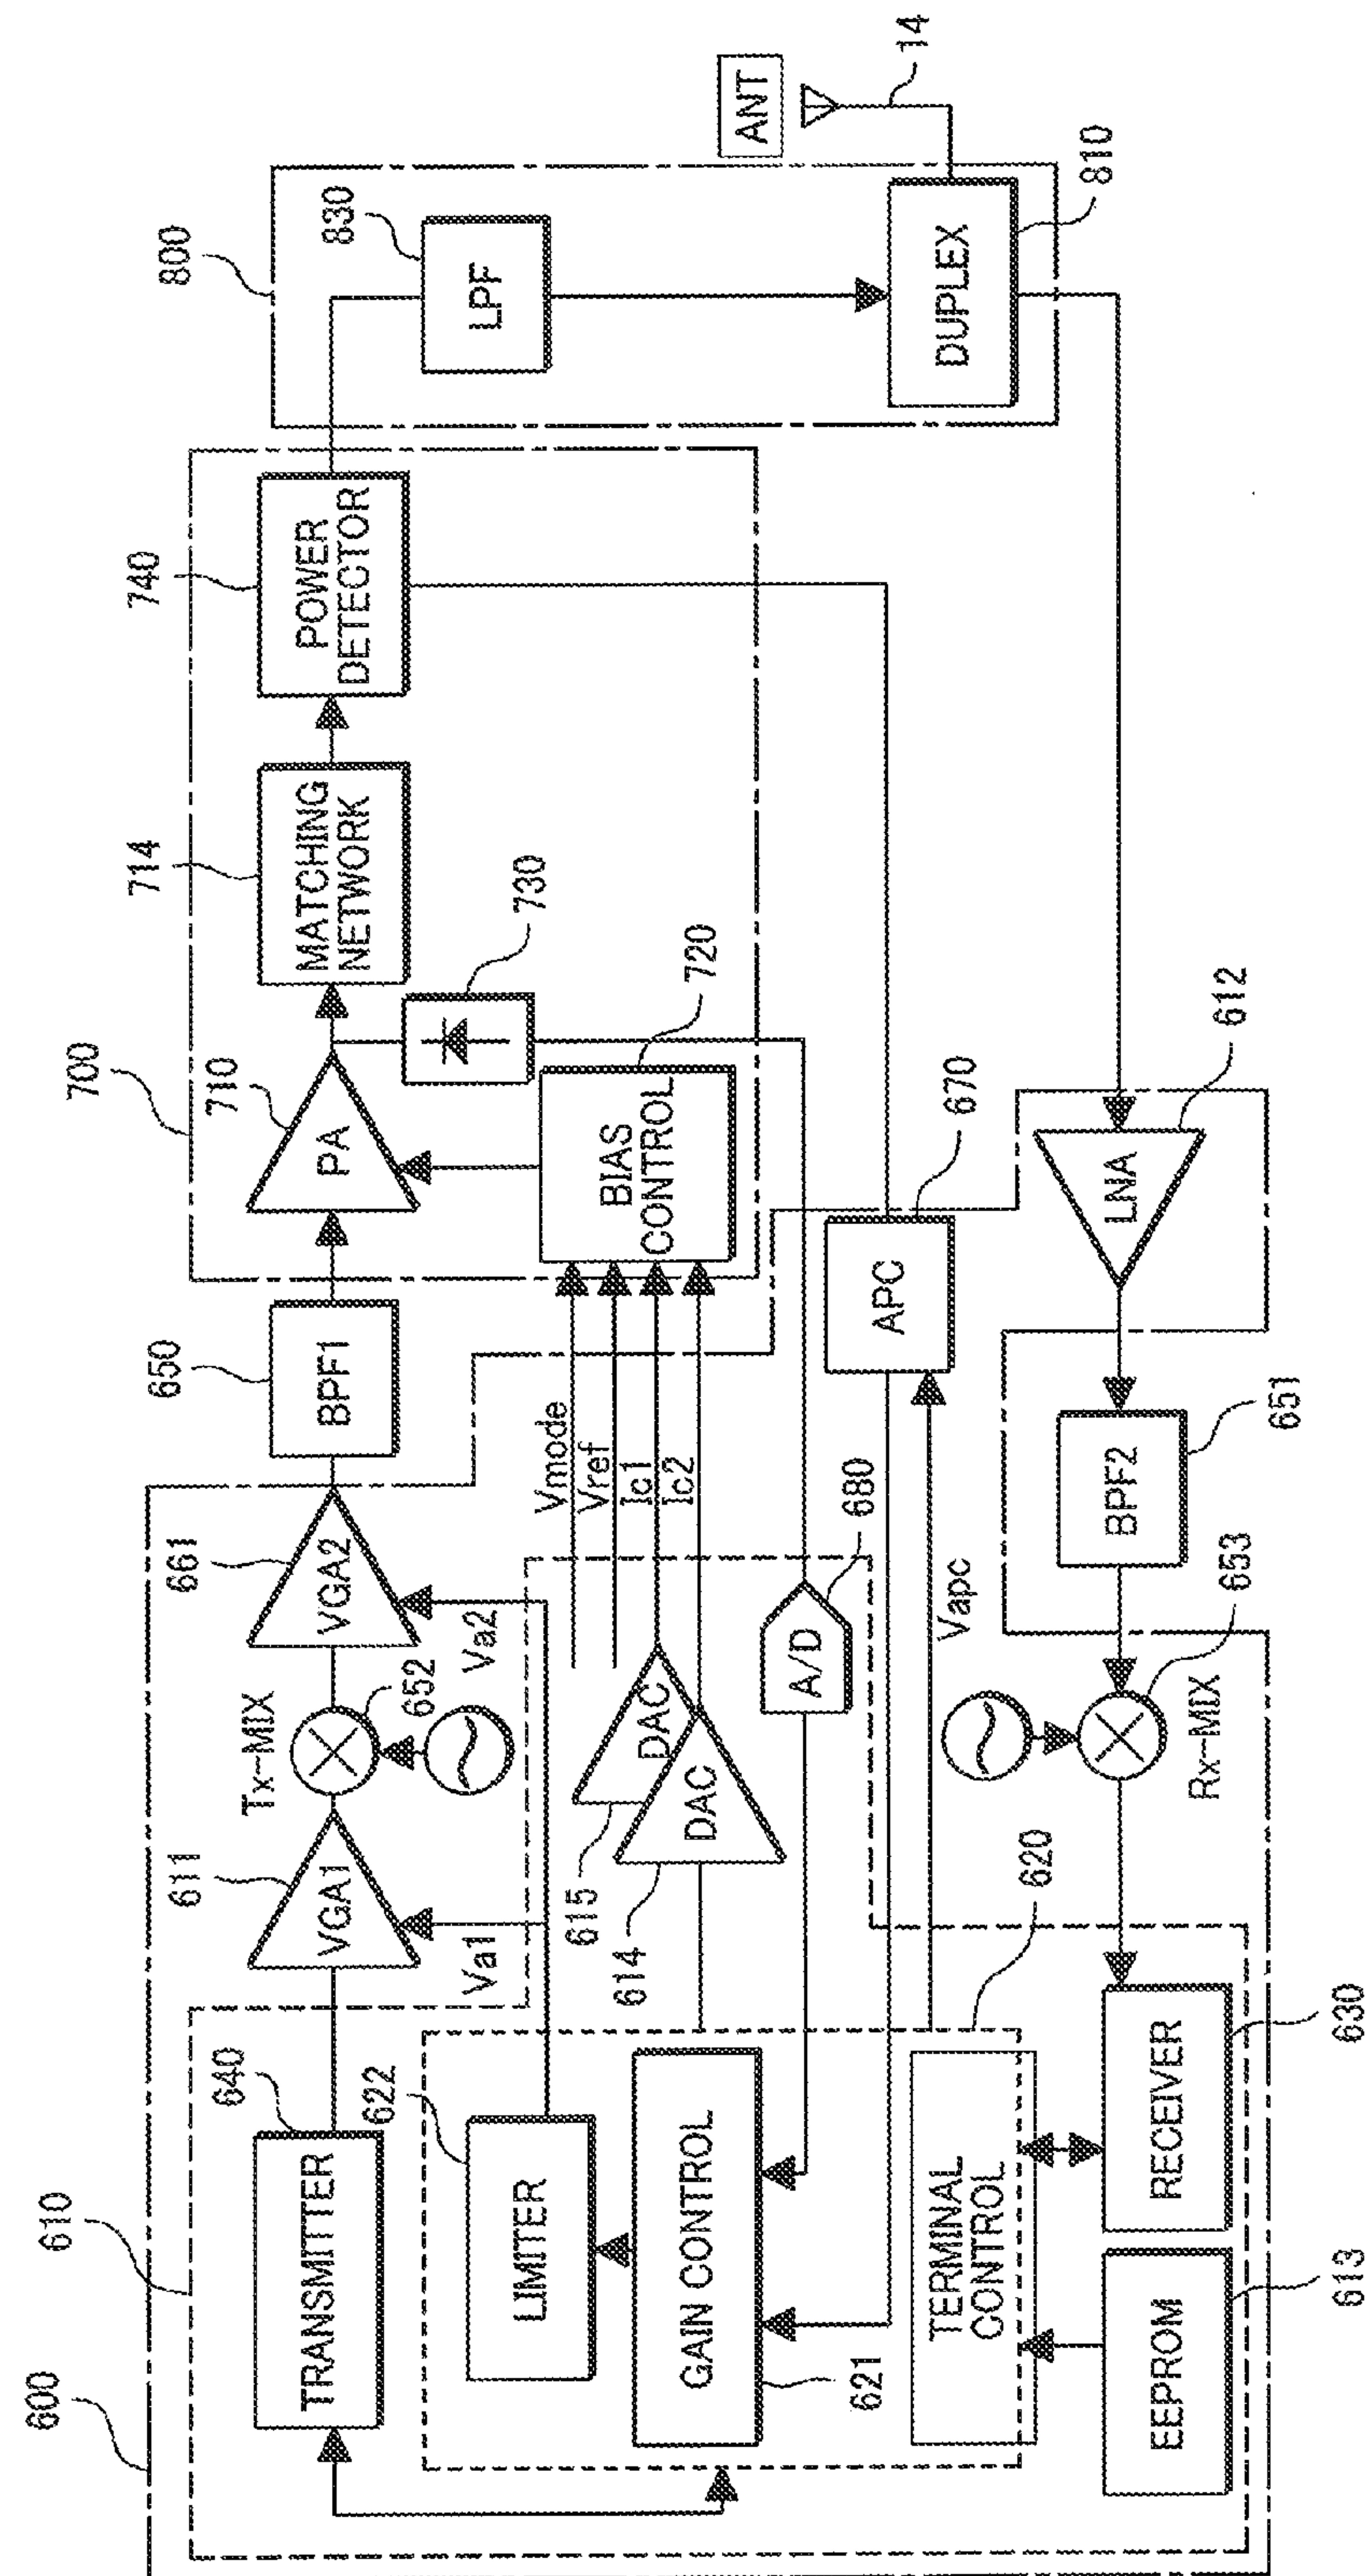 600
610
640
TRANSMITTER
611
VGA1
Va1
Tx-MIX
652
661
VGA2
Va2
650
BPF1
700
710
PA
714
MATCHING
NETWORK
740
POWER
DETECTOR
800
830
LPF
ANT
14
DUPLEX
810
730
720
BIAS
CONTROL
Vmode
Vref
Ic1
Ic2
615
DAC
614
DAC
622
LIMITER
GAIN CONTROL
621
A/D
680
APC
670
Vapc
620
TERMINAL
CONTROL
LNA
612
BPF2
651
653
Rx-MIX
RECEIVER
630
EEPROM
613